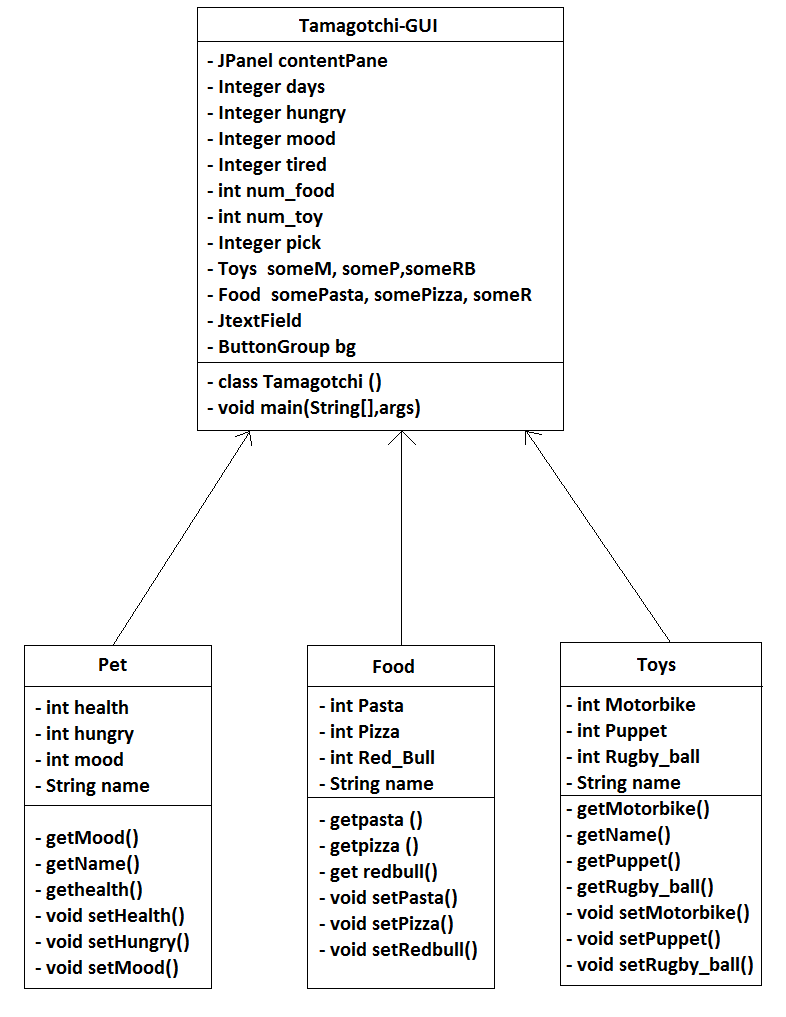 Tamagotchi-GUI
- JPanel contentPane
- Integer days
- Integer hungry
- Integer mood
- Integer tired
- int num_food
- int num_toy
- Integer pick
- Toys  someM, someP,someRB
- Food  somePasta, somePizza, someR
- JtextField
- ButtonGroup bg
- class Tamagotchi ()
- void main(String[],args)
Pet
- int health
- int hungry
- int mood
- String name
- getMood()
- getName()
- gethealth()
- void setHealth()
- void setHungry()
- void setMood()
Food
- int Pasta
- int Pizza
- int Red_Bull
- String name
- getpasta ()
- getpizza ()
- get redbull()
- void setPasta()
- void setPizza()
- void setRedbull()
Toys
- int Motorbike
- int Puppet
- int Rugby_ball
- String name
- getMotorbike()
- getName()
- getPuppet()
- getRugby_ball()
- void setMotorbike()
- void setPuppet()
- void setRugby_ball()